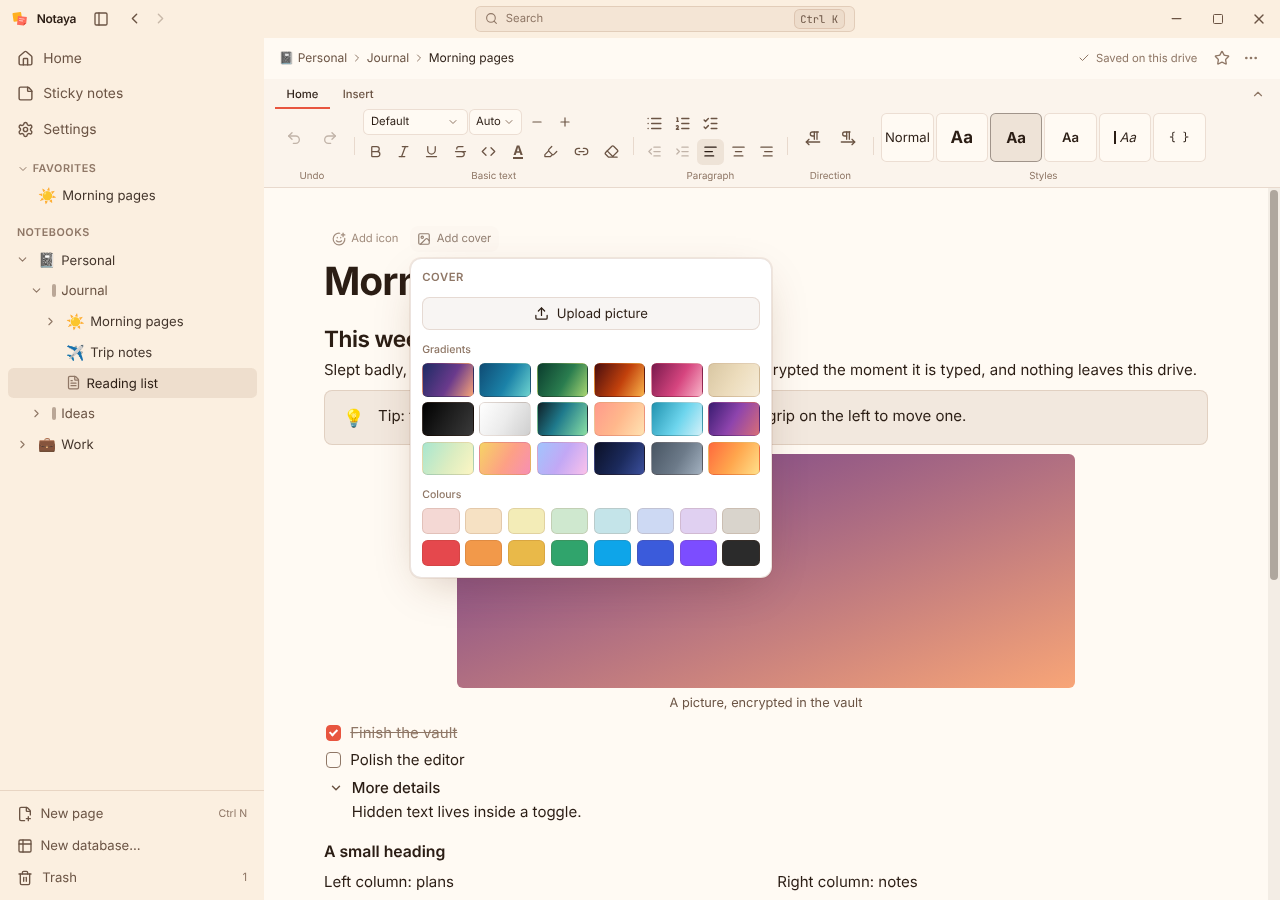 Notaya
Search
Ctrl K
Home
Sticky notes
Settings
FAVORITES
Morning pages
NOTEBOOKS
Personal
Journal
Morning pages
Trip notes
Reading list
Ideas
Work
New page
Ctrl N
New database...
Trash
1
Personal
Journal
Morning pages
Saved on this drive
Home
Insert
Default
Auto
Undo
Basic text
Paragraph
Direction
Normal
Aa
Aa
Aa
Aa
{ }
Styles
Add icon
Add cover
COVER
Upload picture
Gradients
Colours
This
Slept badly,
the moment it is typed, and nothing leaves this drive.
Tip:
grip on the left to move one.
A picture, encrypted in the vault
Finish the vault
Polish the editor
More details
Hidden text lives inside a toggle.
A small heading
Left column: plans
Right column: notes